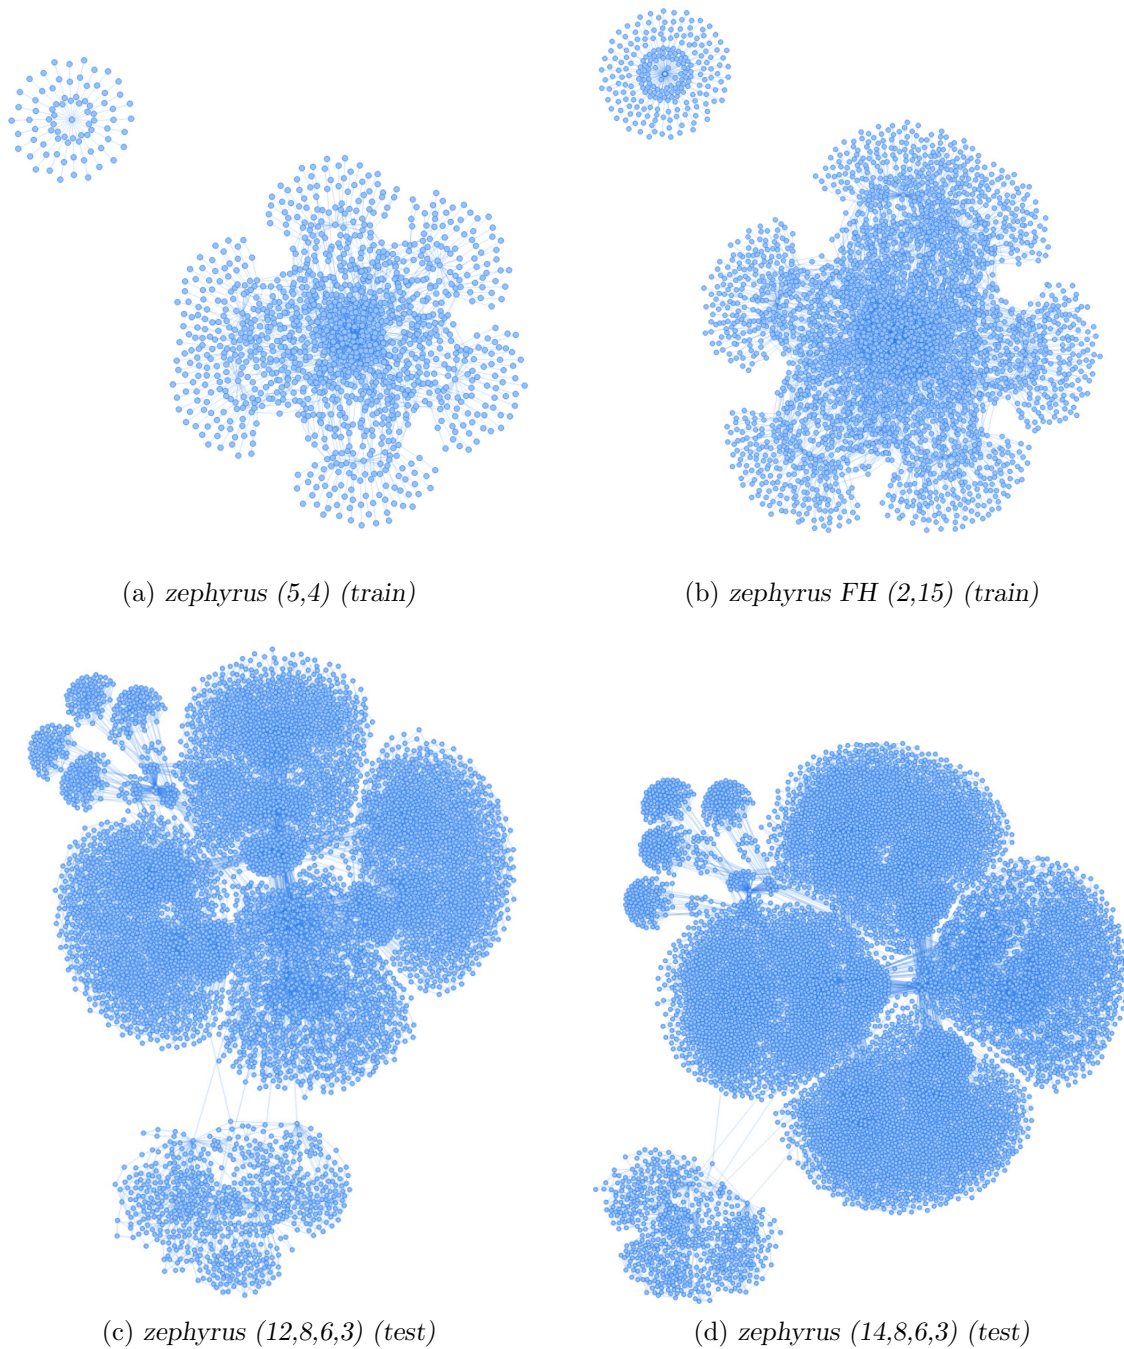 (a) zephyrus (5,4) (train)
(b) zephyrus FH (2,15) (train)
(c) zephyrus (12,8,6,3) (test)
(d) zephyrus (14,8,6,3) (test)